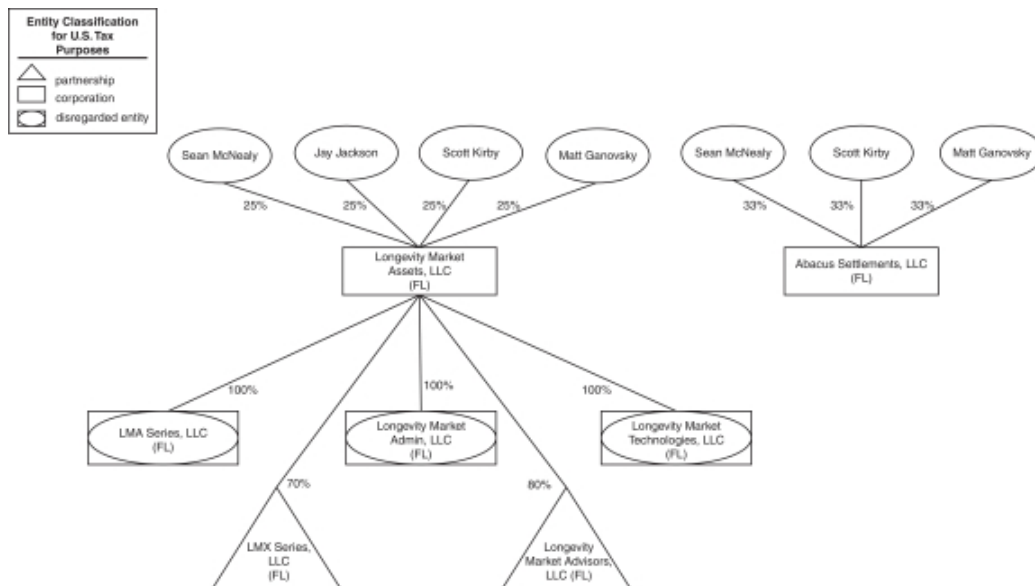 Entity Classification
for U.S. Tax
Purposes
partnership
corporation
disregarded entity
Sean McNealy
Jay Jackson
Scott Kirby
Matt Ganovsky
Sean McNealy
Scott Kirby
Matt Ganovsky
25%
25%
25%
25%
33%
33%
33%
Longevity Market
Assets, LLC
(FL)
Abacus Settlements, LLC
(FL)
100%
100%
100%
LMA Series, LLC
(FL)
Longevity Market
Admin, LLC
(FL)
Longevity Market
Technologies, LLC
(FL)
70%
80%
LMX Series,
LLC
(FL)
Longevity
Market Advisors,
LLC (FL)